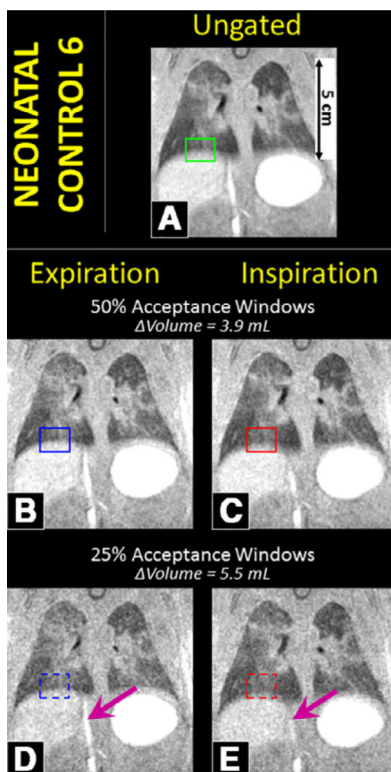 NEONATAL
CONTROL 6
Ungated
5 cm
A
Expiration
Inspiration
50% Acceptance Windows
ΔVolume = 3.9 mL
B
C
25% Acceptance Windows
ΔVolume = 5.5 mL
D
E